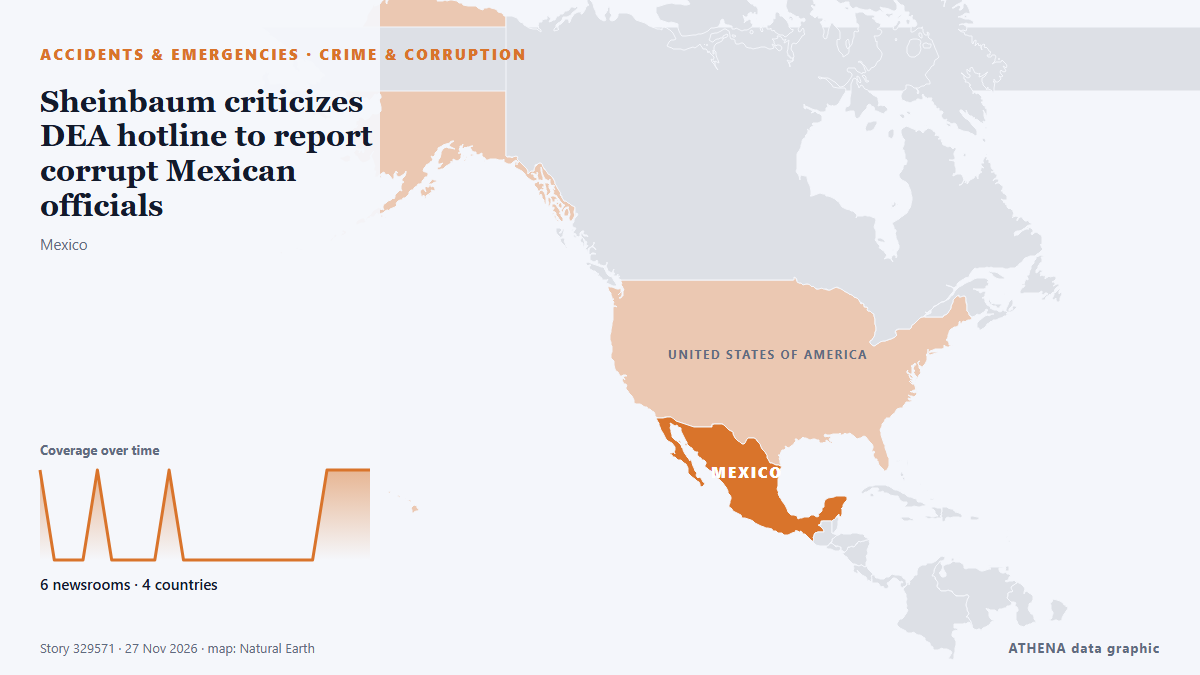 ACCIDENTS & EMERGENCIES · CRIME & CORRUPTION
Sheinbaum criticizes
DEA hotline to report
corrupt Mexican
officials
Mexico
UNITED STATES OF AMERICA
MEXICO
Coverage over time
6 newsrooms · 4 countries
Story 329571 · 27 Nov 2026 · map: Natural Earth
ATHENA data graphic